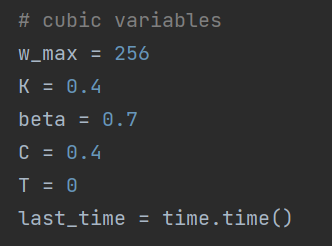 # cubic variables
w_max = 256
K = 0.4
beta = 0.7
C = 0.4
T = 0
last_time = time.time()